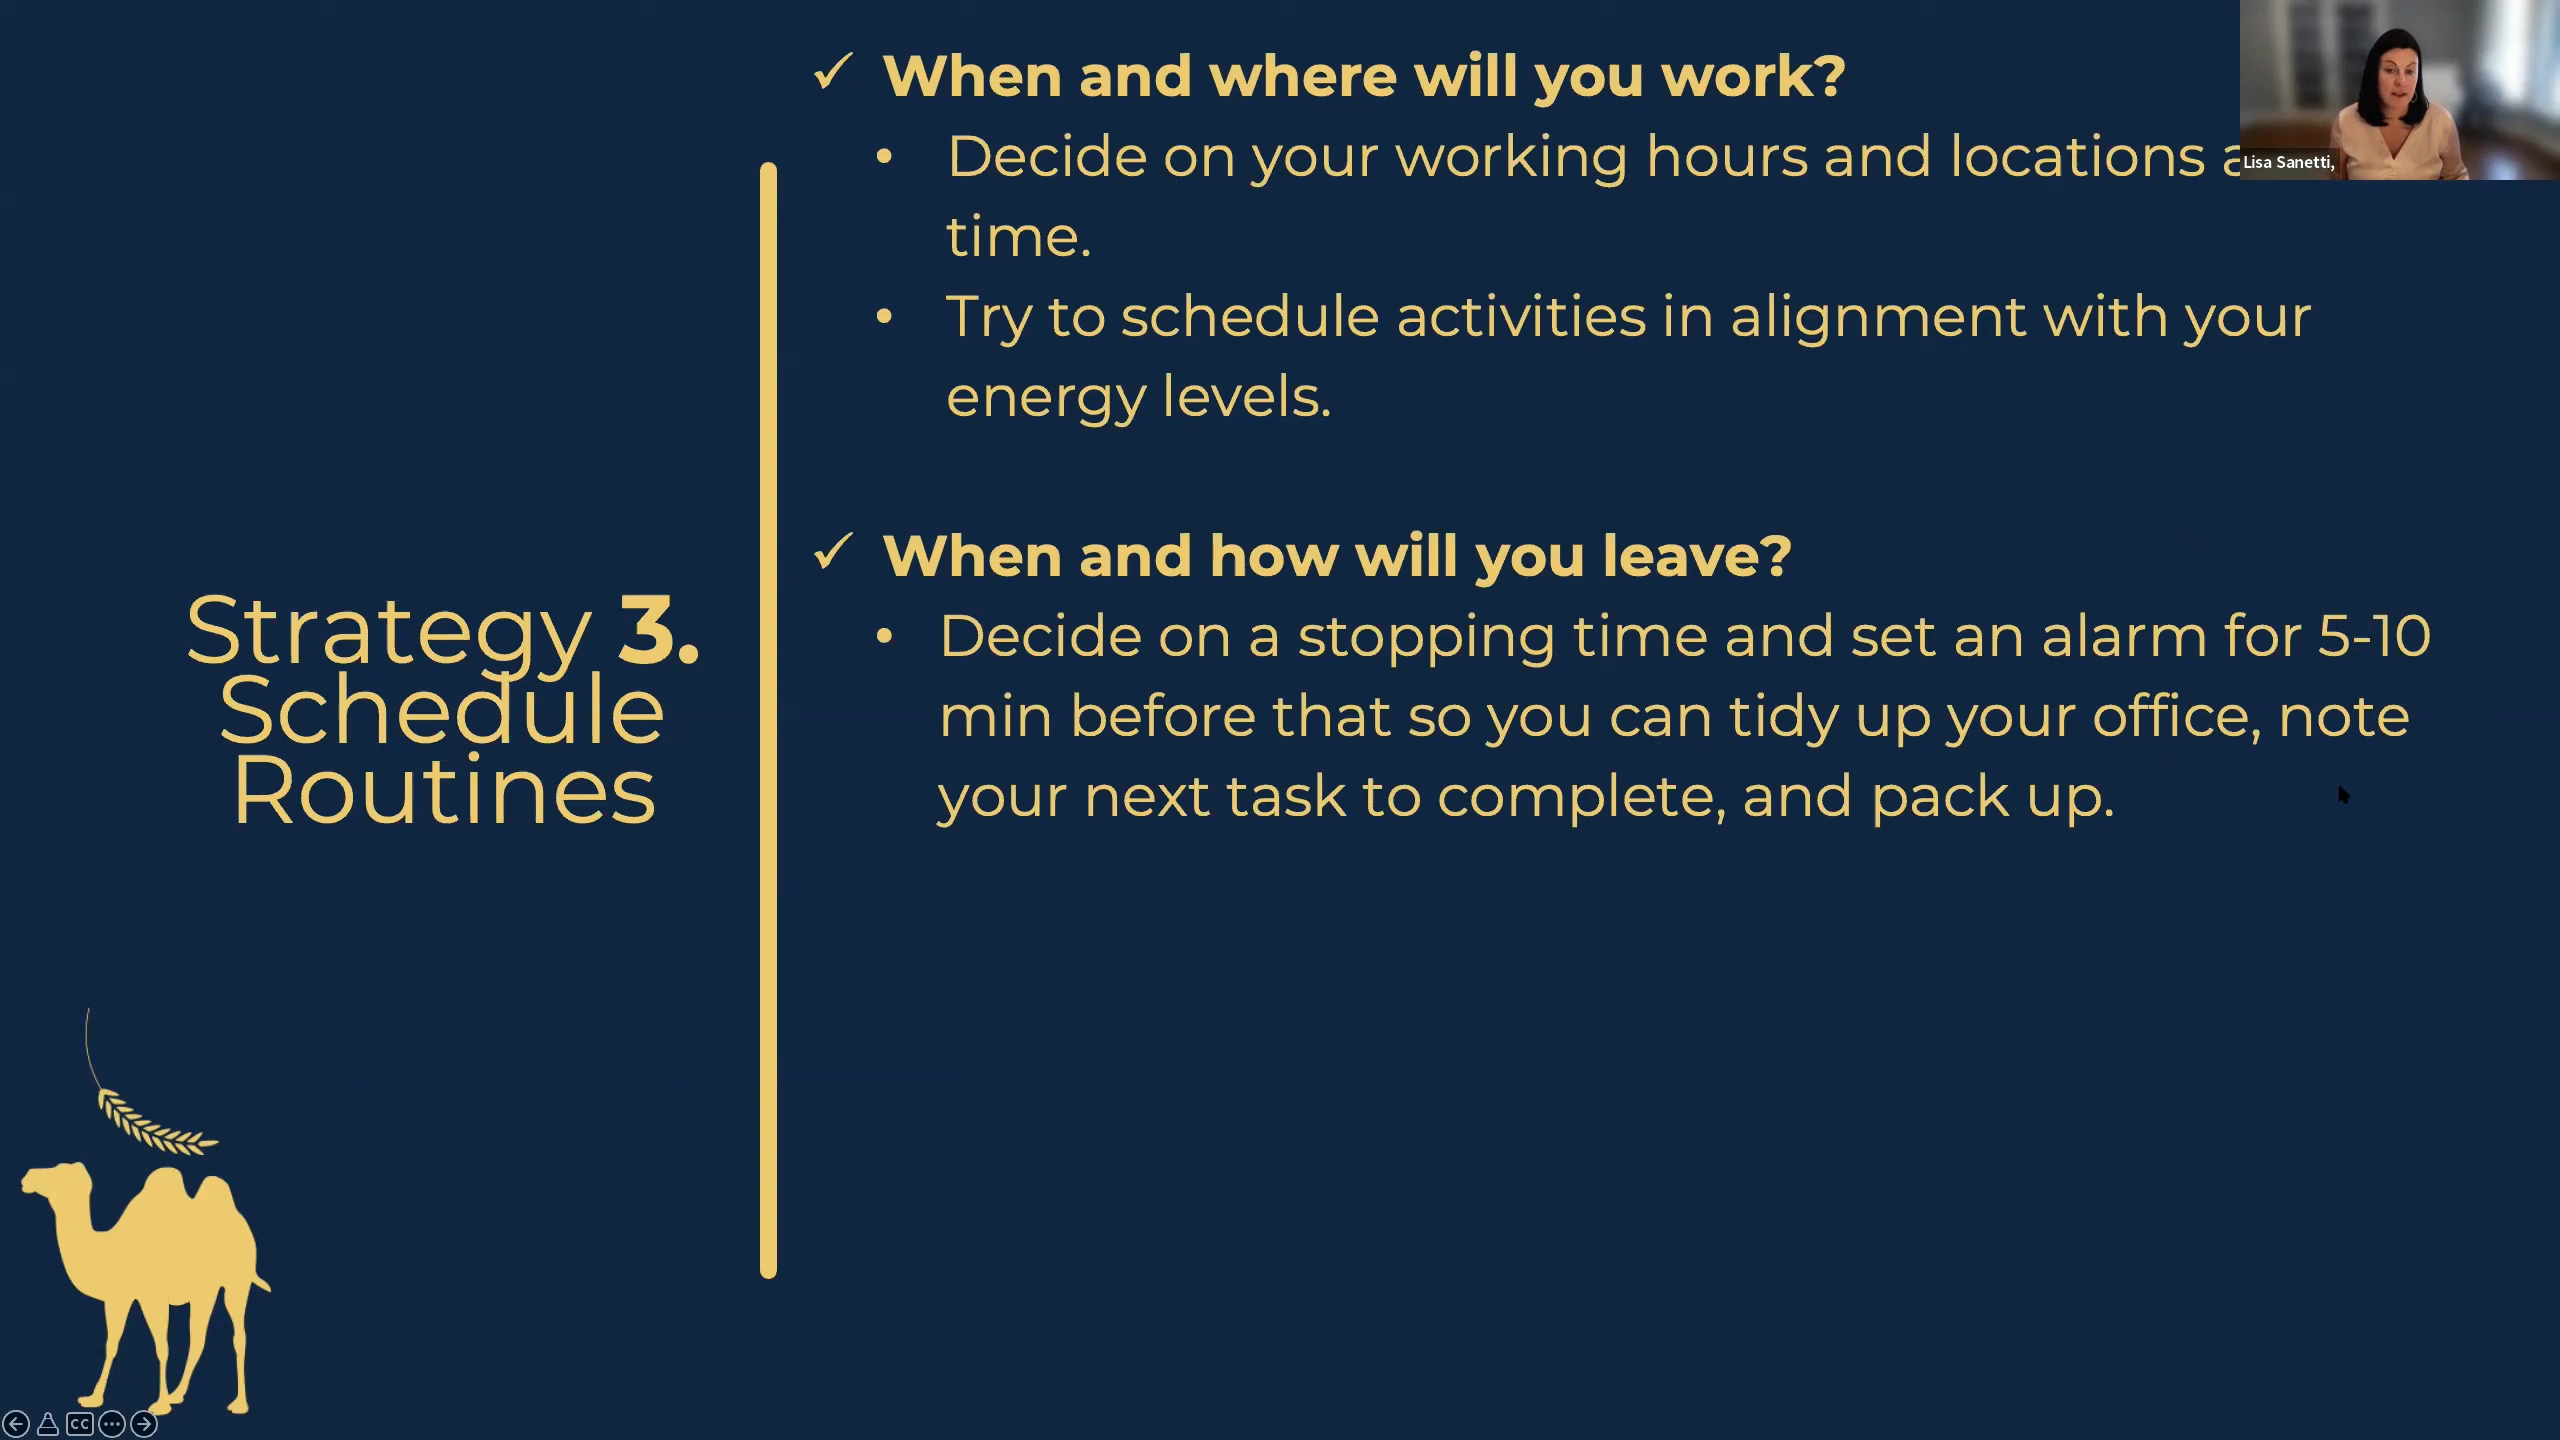 When and where will you work?
Decide on your working hours and locations
time.
Try to schedule activities in alignment with your
energy levels.
When and how will you leave?
Decide on a stopping time and set an alarm for 5-10
min before that so you can tidy up your office, note
your next task to complete, and pack up.
Strategy 3.
Schedule
Routines
Lisa Sanetti,
CC